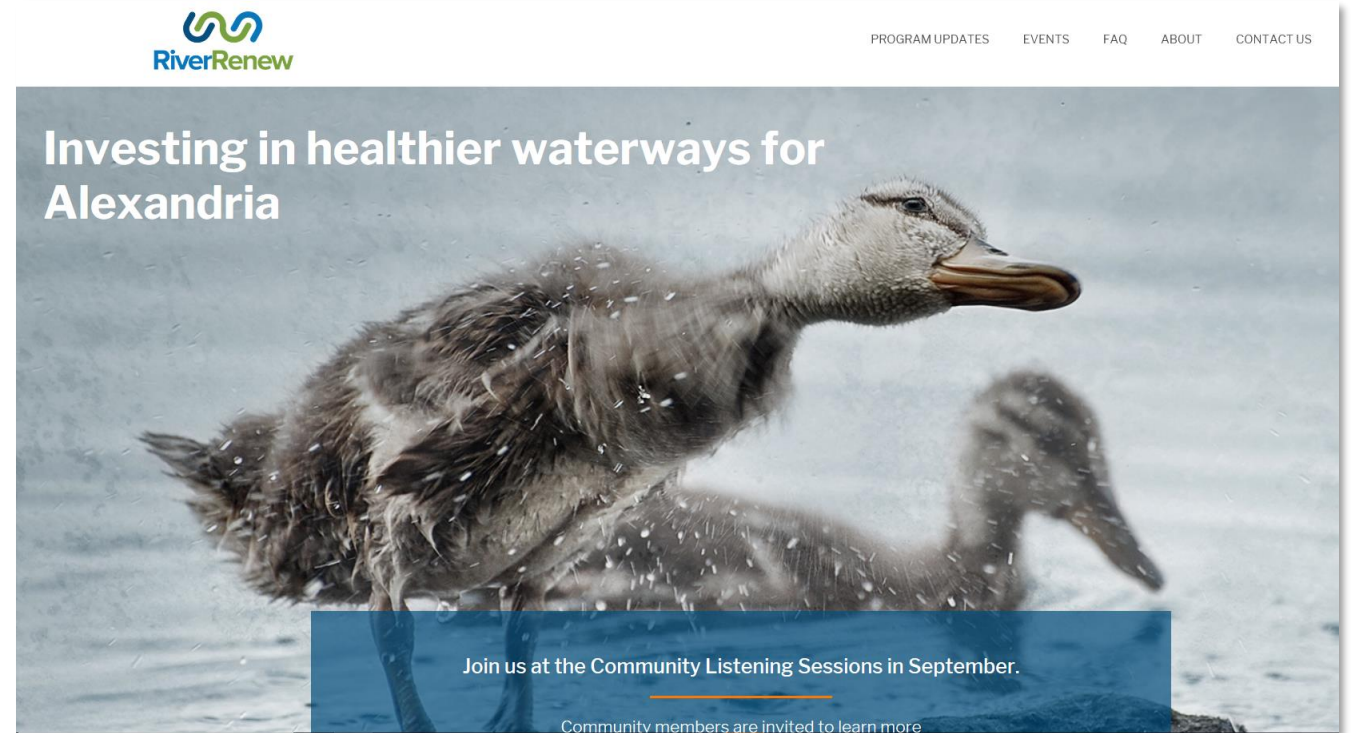 RiverRenew
PROGRAM UPDATES EVENTS FAQ ABOUT CONTACT US
Investing in healthier waterways for
Alexandria
Join us at the Community Listening Sessions in September.
Community members are invited to learn more